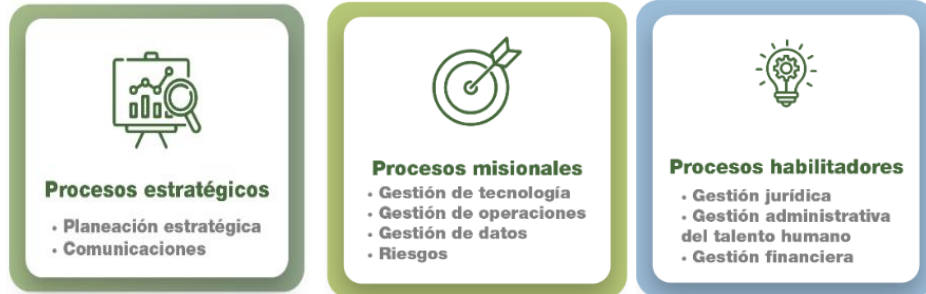 Procesos estratégicos
• Planeación estratégica
• Comunicaciones
Procesos misionales
• Gestión de tecnología
• Gestión de operaciones
• Gestión de datos
• Riesgos
Procesos habilitadores
• Gestión jurídica
• Gestión administrativa
del talento humano
• Gestión financiera